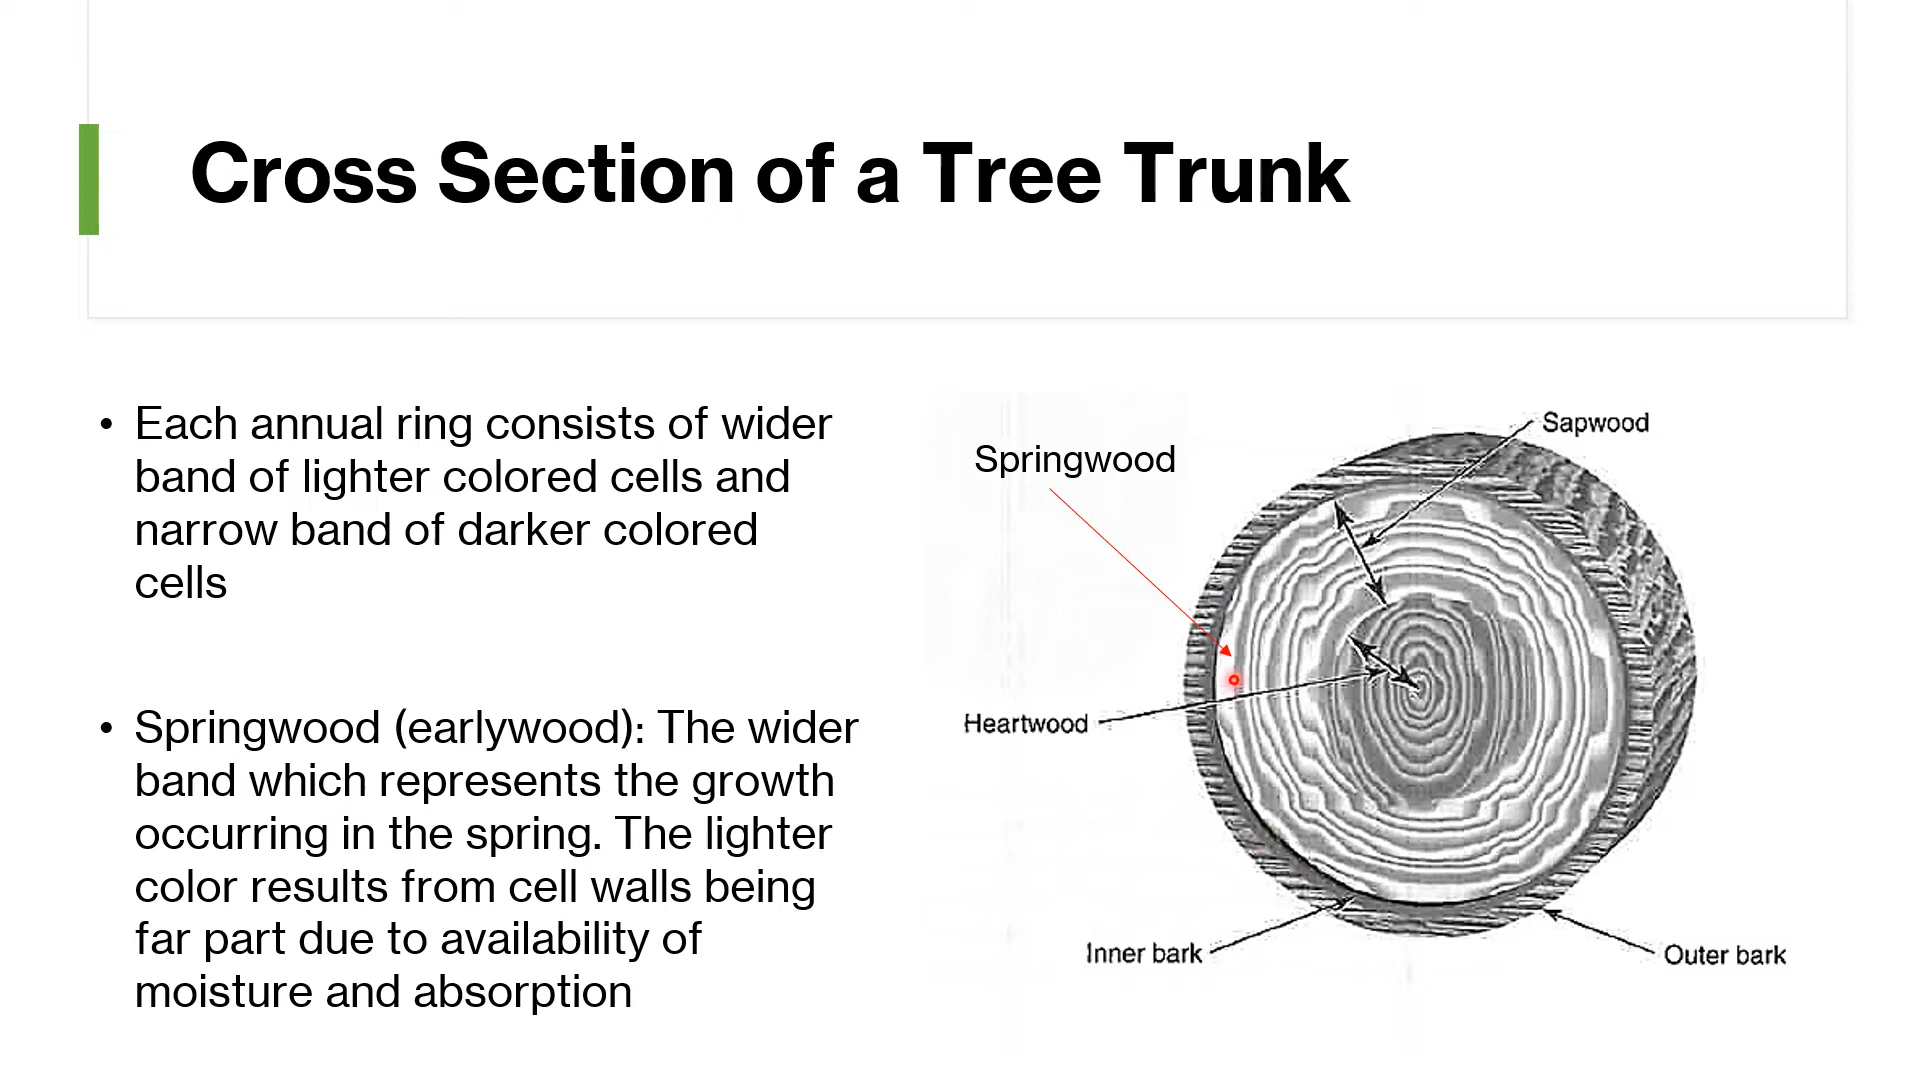 Cross Section of a Tree Trunk
• Each annual ring consists of wider
band of lighter colored cells and
narrow band of darker colored
cells
• Springwood (earlywood): The wider
band which represents the growth
occurring in the spring. The lighter
color results from cell walls being
far part due to availability of
moisture and absorption
Sapwood
Springwood
Heartwood
Inner bark
Outer bark